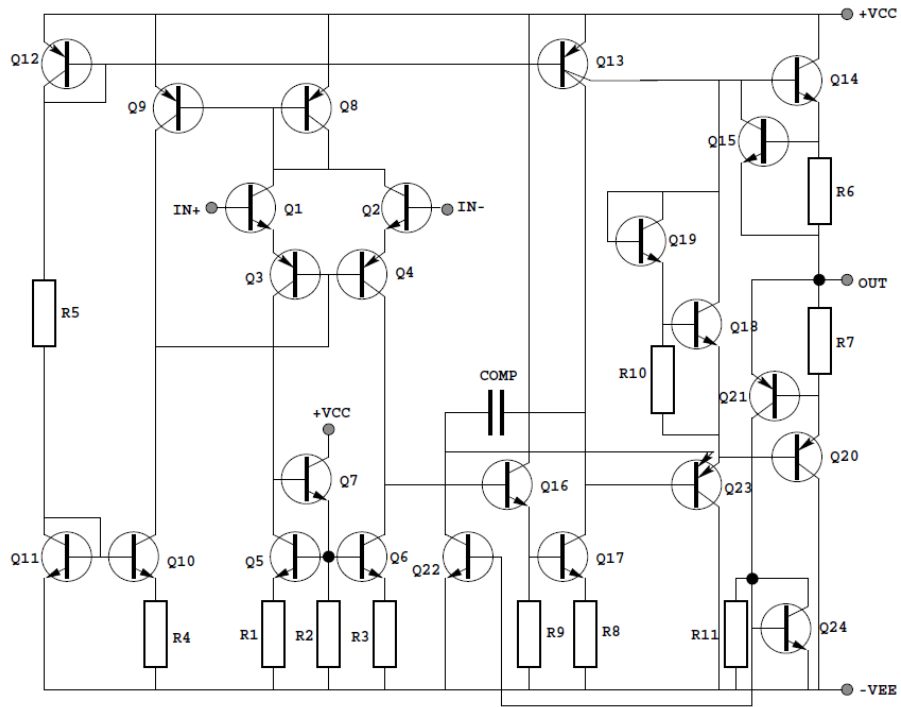 +VCC
Q12
Q13
Q14
Q9
Q8
Q15
R6
IN+
Q1
Q2
IN-
Q19
Q3
Q4
OUT
R5
Q18
R7
R10
COMP
Q21
+VCC
Q20
Q7
Q16
Q23
Q11
Q10
Q5
Q6
Q22
Q17
R4
R1
R2
R3
R9
R8
R11
Q24
-VEE